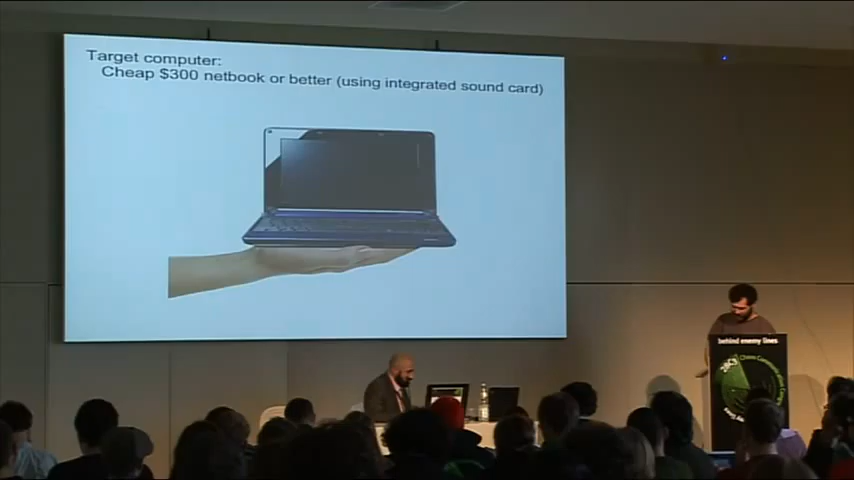 Target computer:
Cheap $300 netbook or better (using integrated sound card)
behind enemy lines